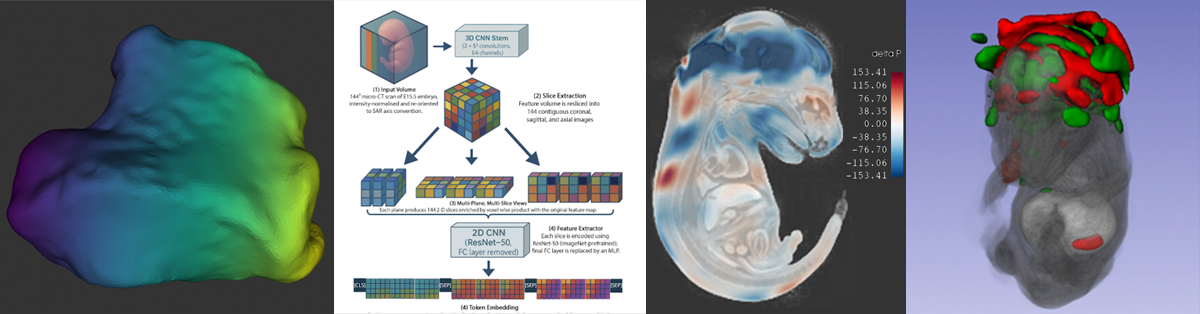 3D CNN Stem
(2 × 5³ convolutions,
64 channels)
(1) Input Volume
144³ micro-CT scan of E15.5 embryo,
intensity-normalised and re-oriented
to SAR axis convention.
(2) Slice Extraction
Feature volume is resliced into
144 contiguous coronal,
sagittal, and axial images
(3) Multi-Plane, Multi-Slice Views
Each plane produces 144 2-D slices enriched by voxel-wise product with the original feature map.
2D CNN
(ResNet-50,
FC layer removed)
(4) Feature Extractor
Each slice is encoded using
ResNet-50 (ImageNet-pretrained);
final FC layer is replaced by an MLP.
[CLS]
[SEP]
[SEP]
[SEP]
(4) Token Embedding
delta P
153.41
115.06
76.70
38.35
0.00
-38.35
-76.70
-115.06
-153.41